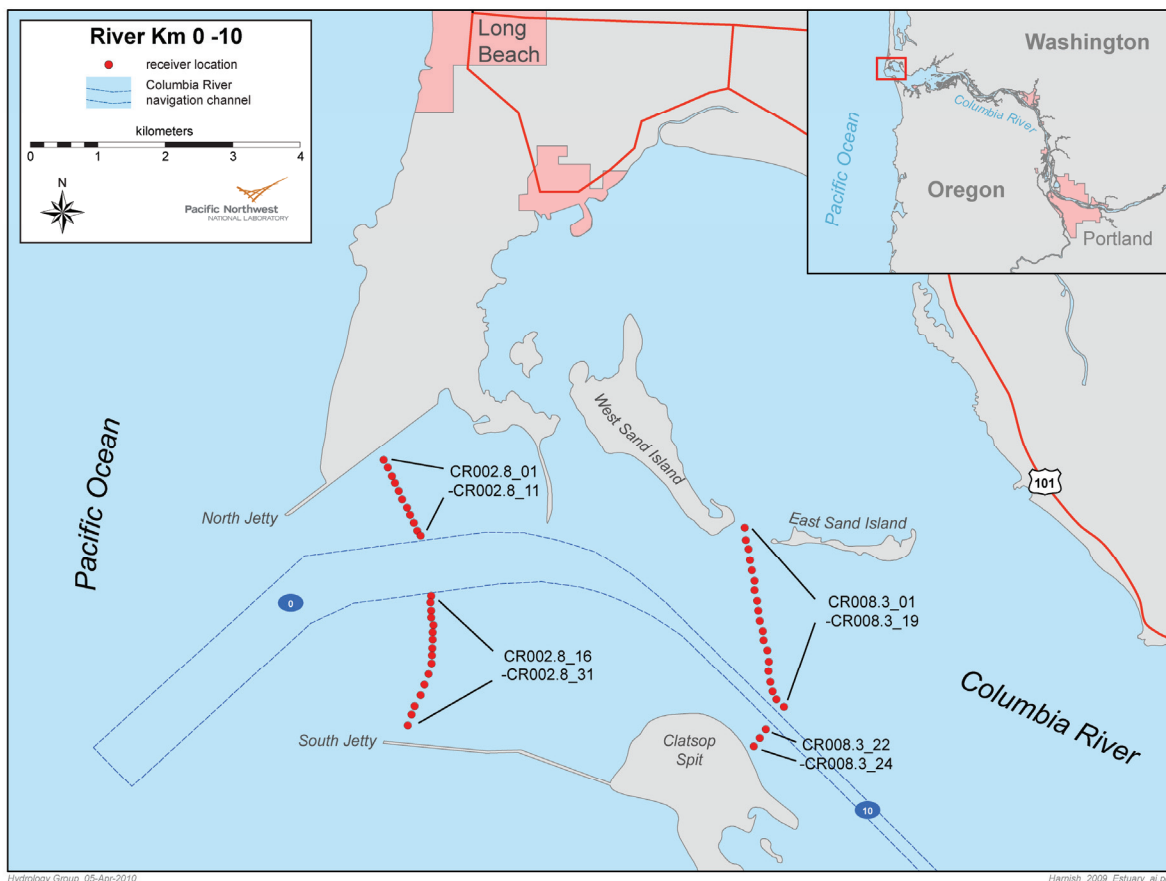 River Km 0 -10
receiver location
Columbia River
navigation channel
kilometers
0 1 2 3 4
N
Pacific Northwest
NATIONAL LABORATORY
Long
Beach
Washington
Columbia River
Pacific Ocean
Oregon
Portland
West Sand Island
101
CR002.8_01
-CR002.8_11
North Jetty
East Sand Island
Pacific Ocean
0
CR008.3_01
-CR008.3_19
CR002.8_16
-CR002.8_31
Columbia River
South Jetty
Clatsop
Spit
CR008.3_22
-CR008.3_24
10
Hydrology Group, 05-Apr-2010